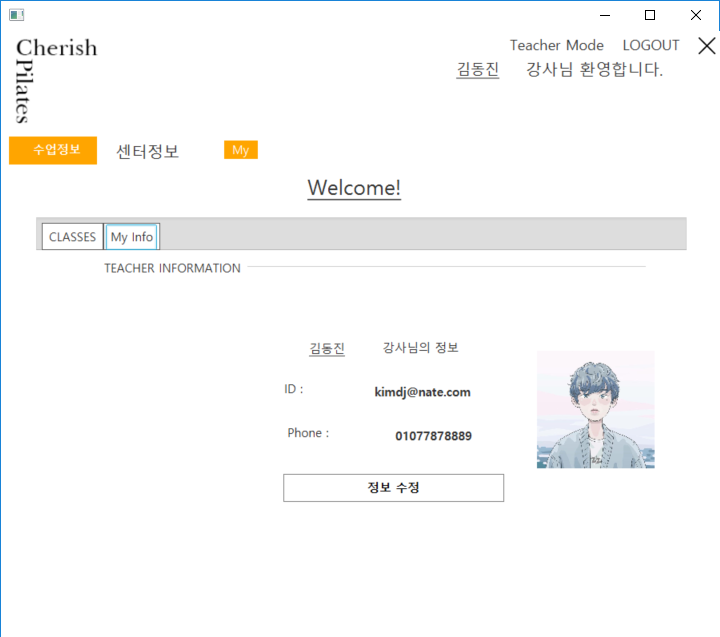 Cherish
Pilates
Teacher Mode LOGOUT
김동진 강사님 환영합니다.
수업정보 센터정보 My
Welcome!
CLASSES My Info
TEACHER INFORMATION
김동진 강사님의 정보
ID : kimdj@nate.com
Phone : 01077878889
정보 수정